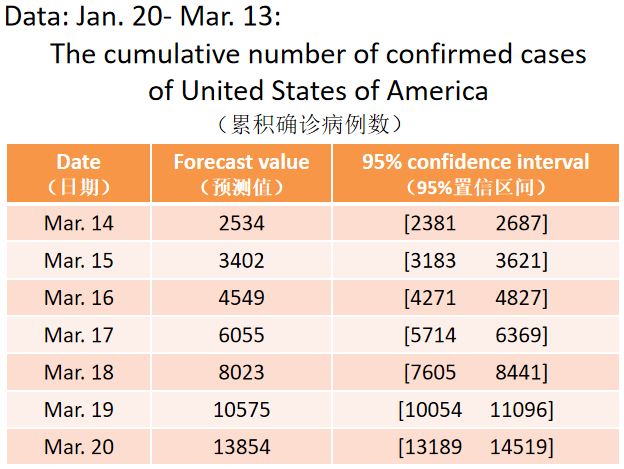 Data: Jan. 20- Mar. 13:
The cumulative number of confirmed cases
of United States of America
（累积确诊病例数）
Date Forecast value 95% confidence interval
（日期） （预测值） （95%置信区间）
Mar. 14 2534 [2381 2687]
Mar. 15 3402 [3183 3621]
Mar. 16 4549 [4271 4827]
Mar. 17 6055 [5714 6369]
Mar. 18 8023 [7605 8441]
Mar. 19 10575 [10054 11096]
Mar. 20 13854 [13189 14519]